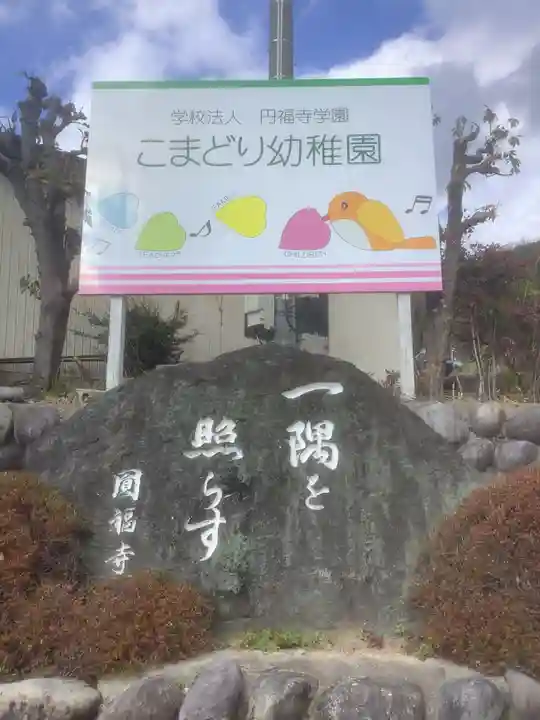 学校法人 円福寺学園
こまどり幼稚園
一隅を
照らす
圓福寺